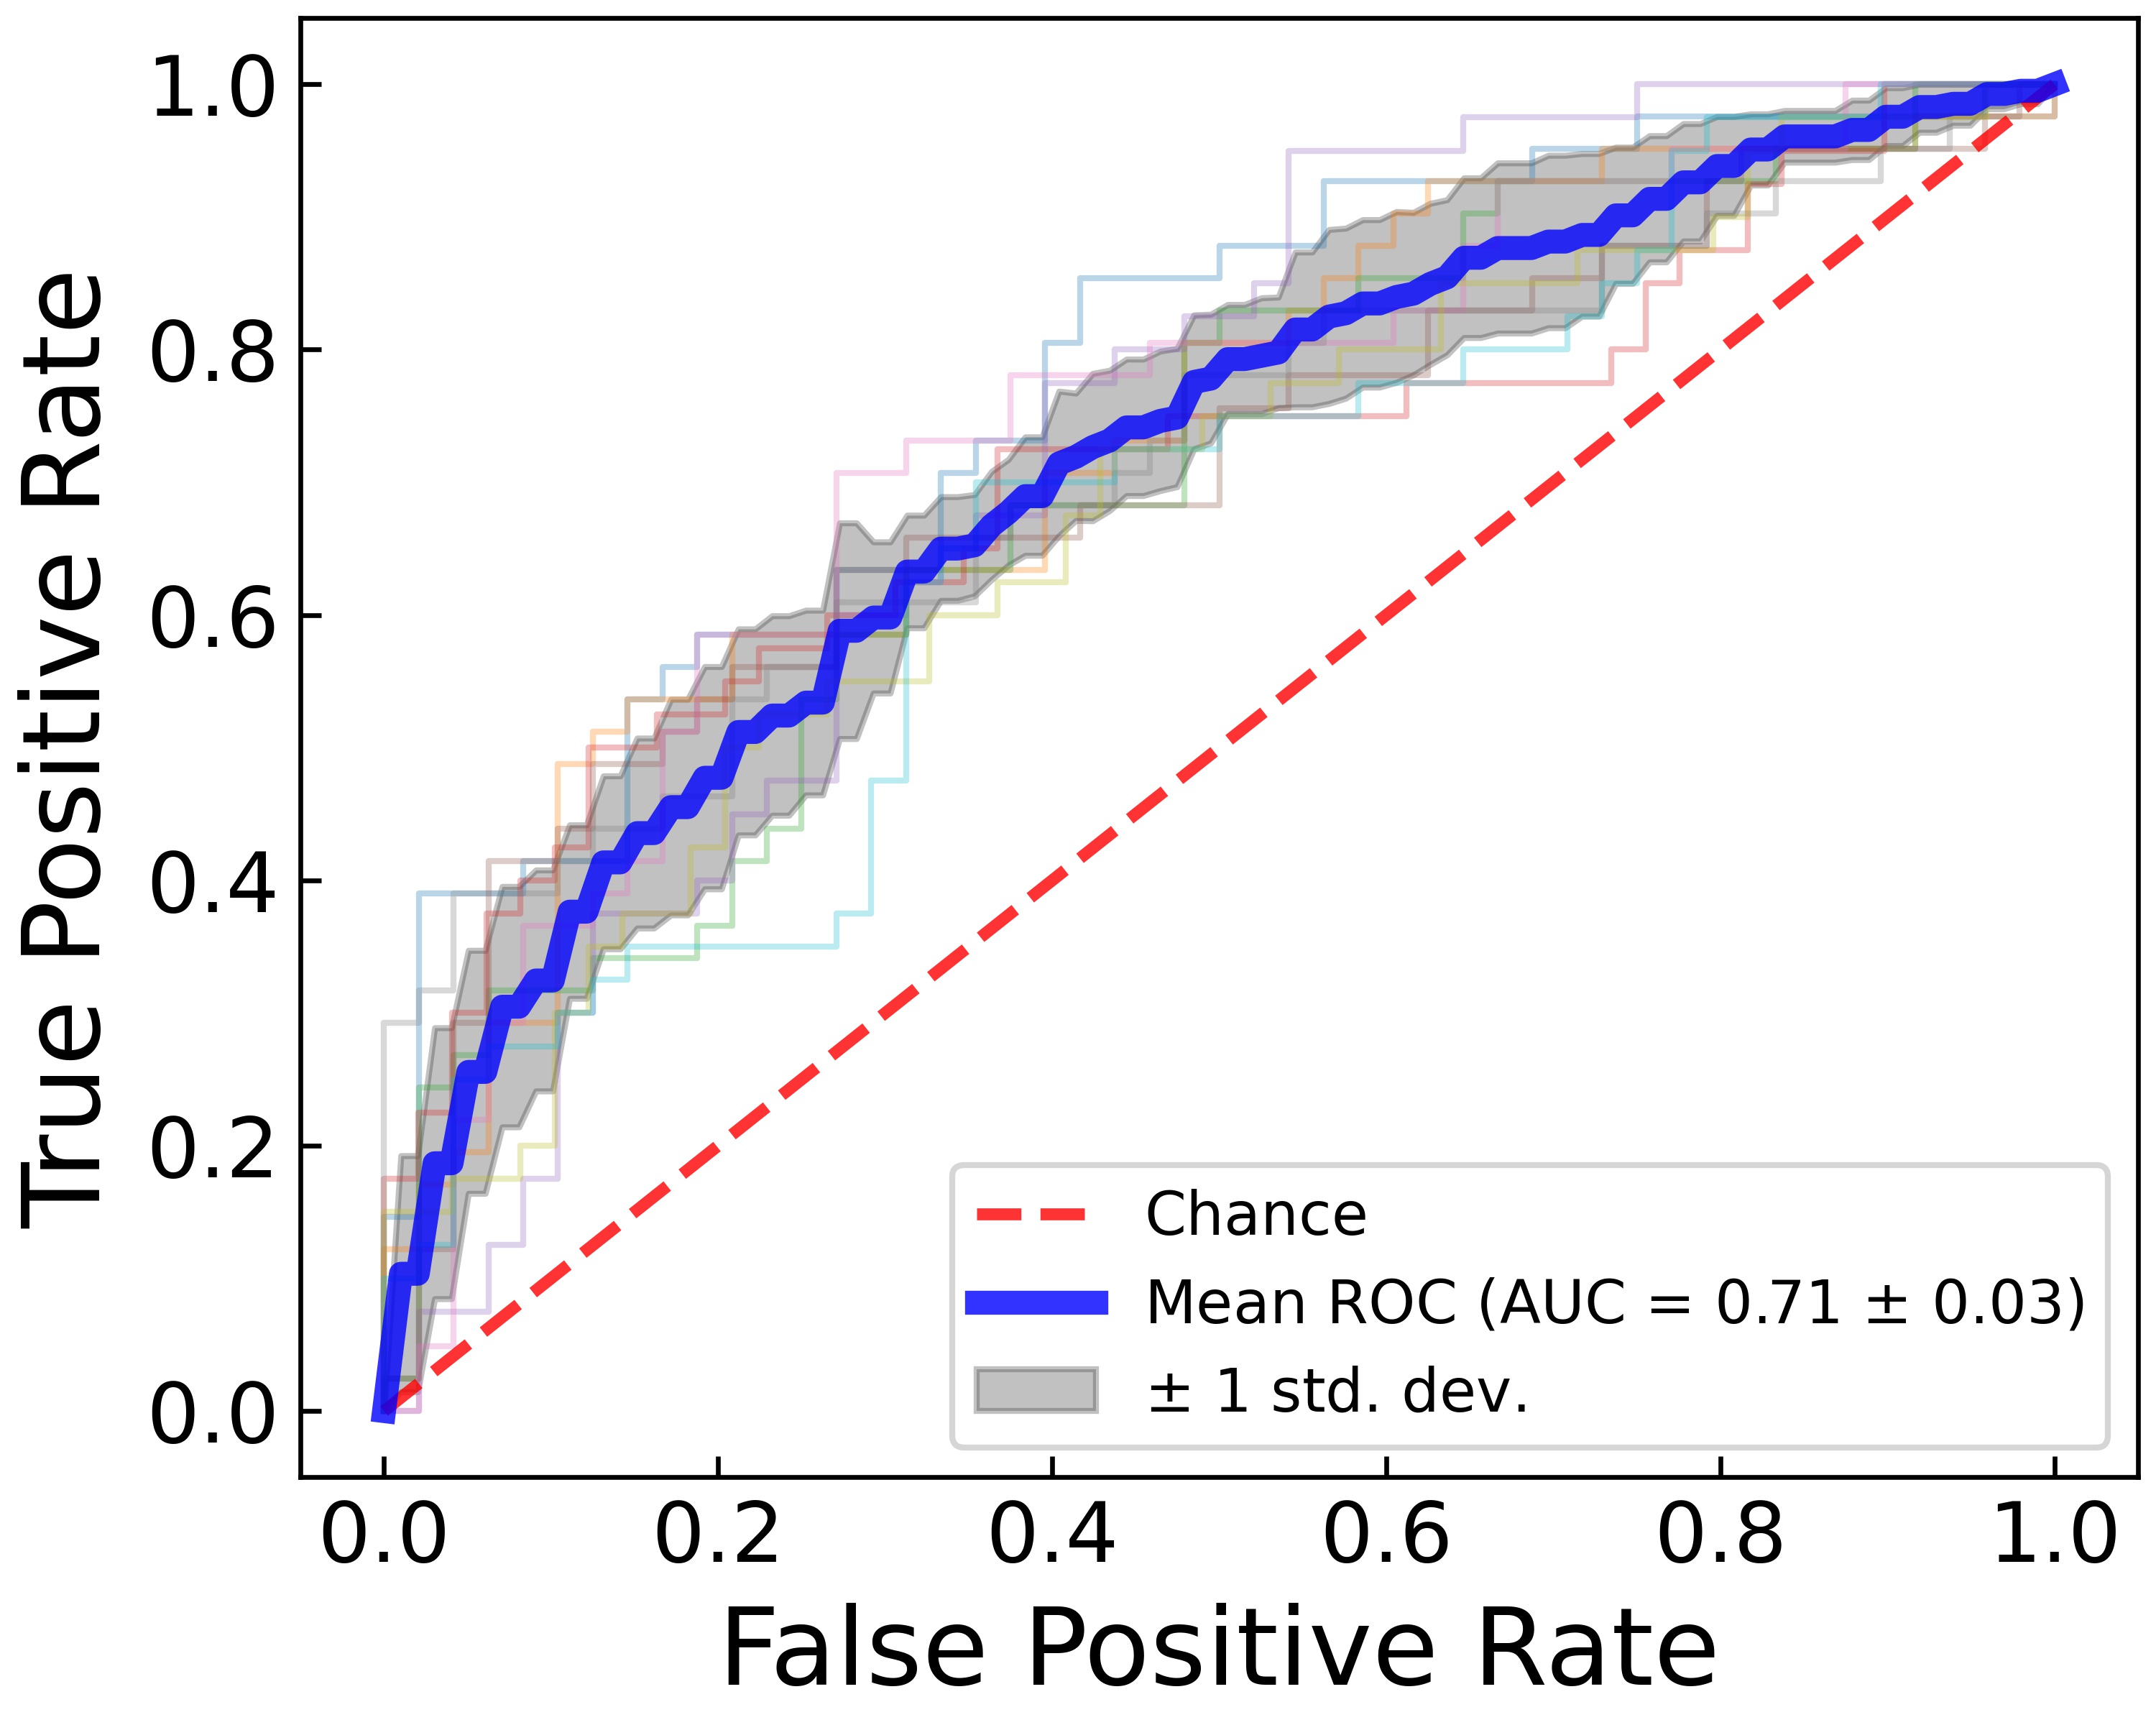 True Positive Rate
1.0
0.8
0.6
0.4
0.2
0.0
Chance
Mean ROC (AUC = 0.71 ± 0.03)
± 1 std. dev.
0.0 0.2 0.4 0.6 0.8 1.0
False Positive Rate